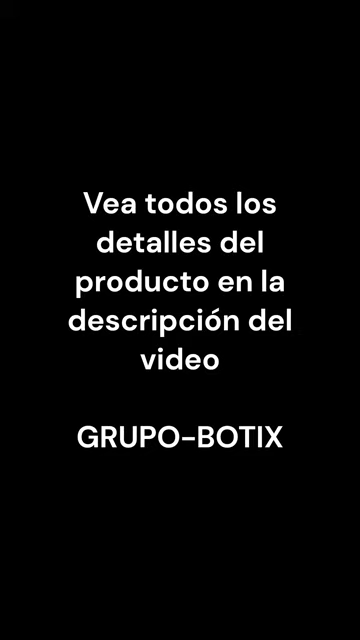 Vea todos los
detalles del
producto en la
descripción del
video
GRUPO-BOTIX